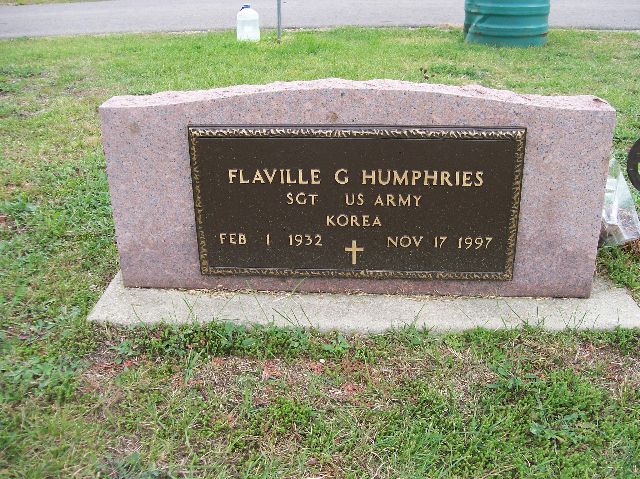 FLAVILLE G HUMPHRIES
SGT US ARMY
KOREA
FEB 1 1932 NOV 17 1997